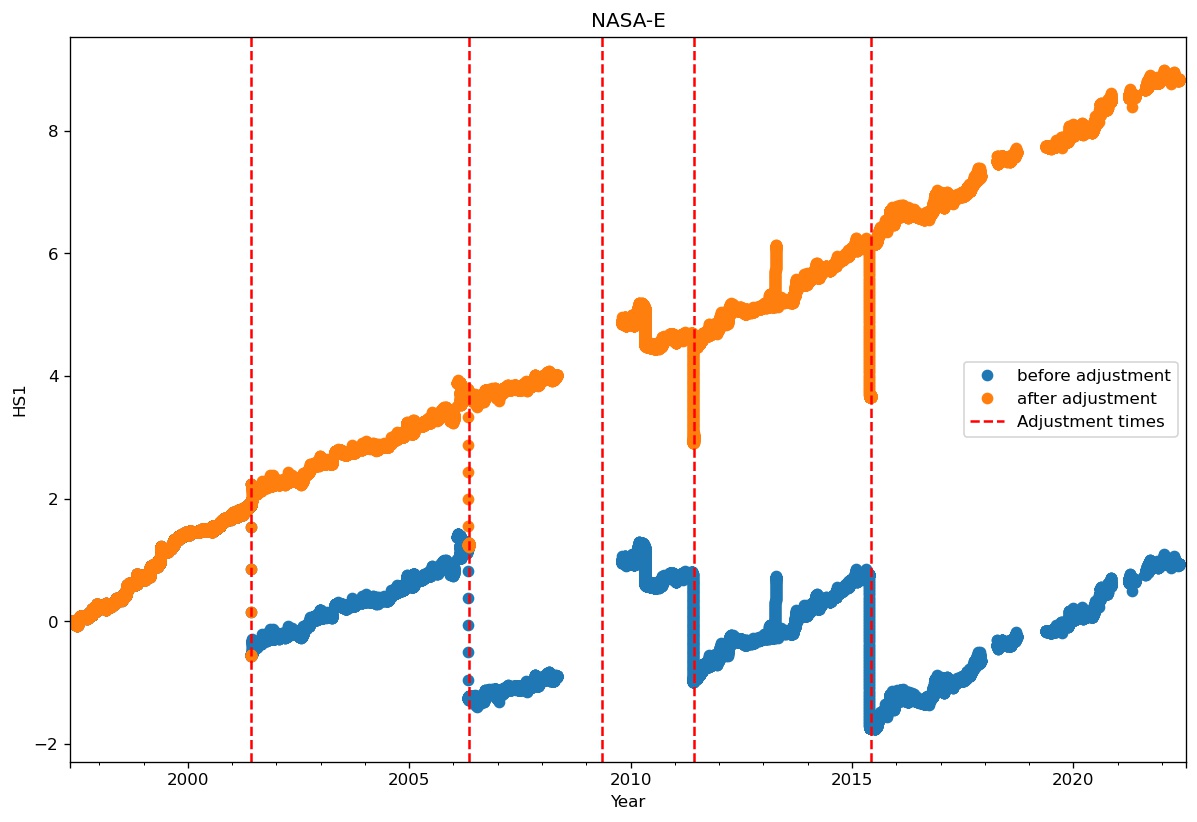 NASA-E
HS1
8
6
4
2
0
−2
before adjustment
after adjustment
Adjustment times
2000 2005 2010 2015 2020
Year